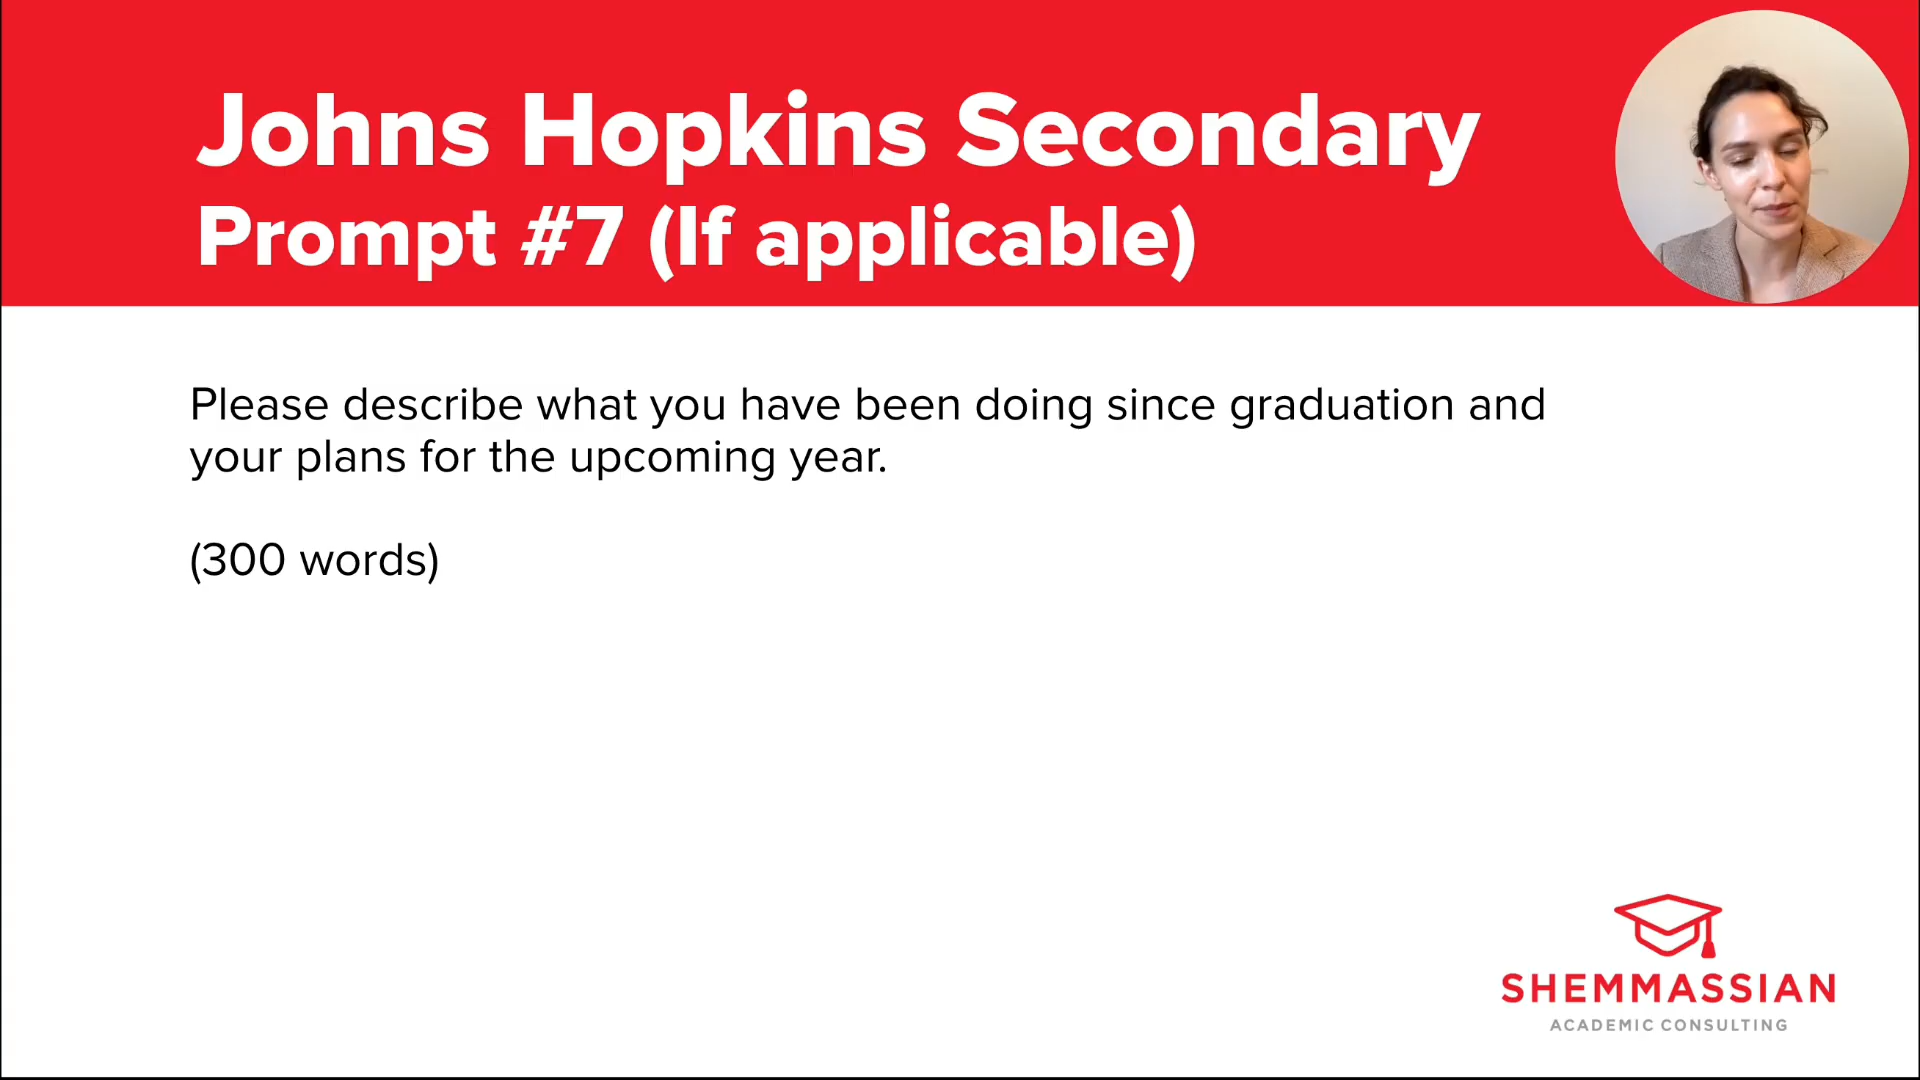 Johns Hopkins Secondary
Prompt #7 (If applicable)
Please describe what you have been doing since graduation and
your plans for the upcoming year.
(300 words)
SHEMMASSIAN
ACADEMIC CONSULTING